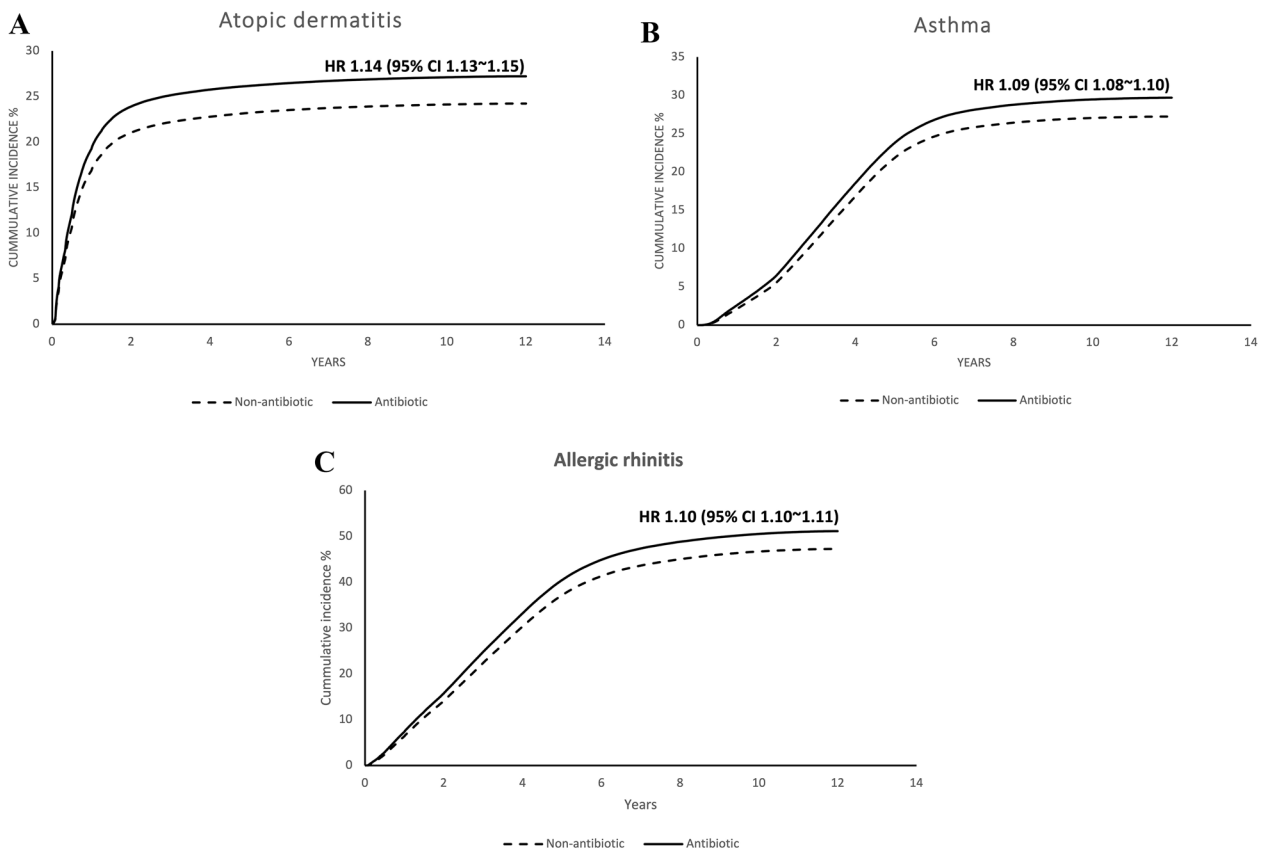 A
Atopic dermatitis
HR 1.14 (95% CI 1.13~1.15)
CUMMULATIVE INCIDENCE %
30
25
20
15
10
5
0
0 2 4 6 8 10 12 14
YEARS
Non-antibiotic Antibiotic
B
Asthma
HR 1.09 (95% CI 1.08~1.10)
CUMMULATIVE INCIDENCE %
35
30
25
20
15
10
5
0
0 2 4 6 8 10 12 14
YEARS
Non-antibiotic Antibiotic
C
Allergic rhinitis
HR 1.10 (95% CI 1.10~1.11)
Cummulative incidence %
60
50
40
30
20
10
0
0 2 4 6 8 10 12 14
Years
Non-antibiotic Antibiotic